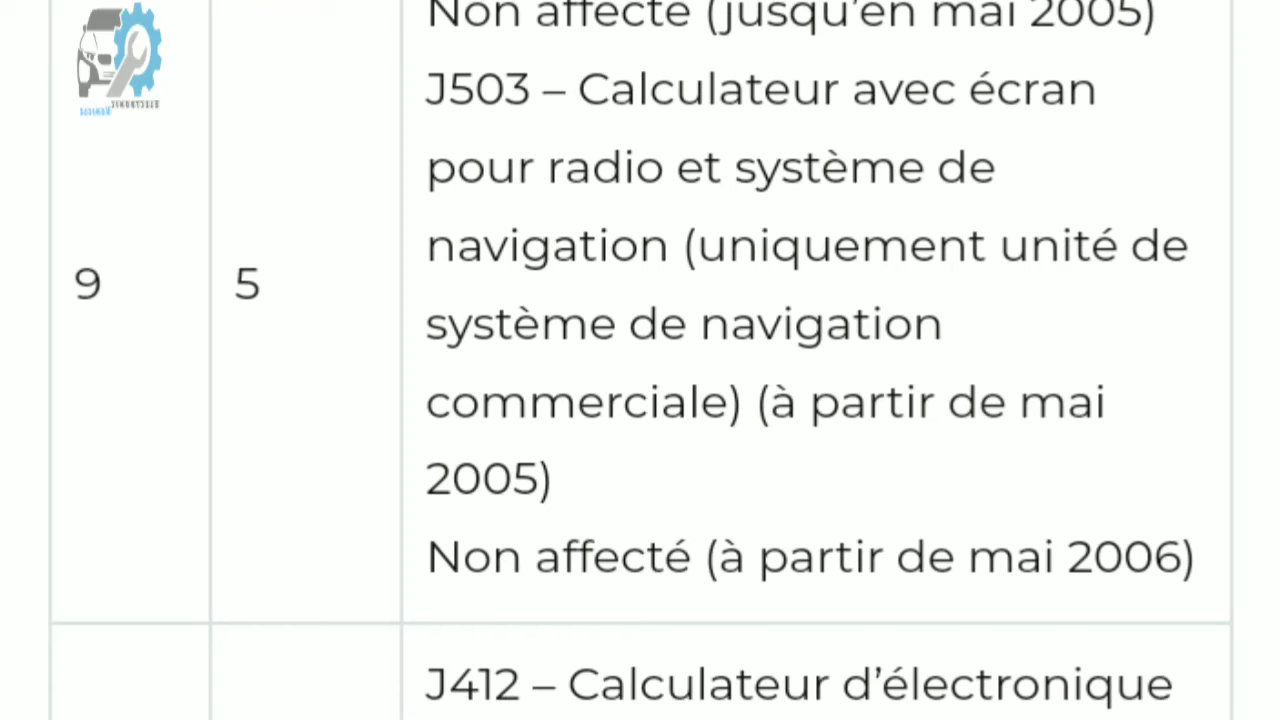 Non affecté (jusqu'en mai 2005)
J503 – Calculateur avec écran
pour radio et système de
navigation (uniquement unité de
9
5
système de navigation
commerciale) (à partir de mai
2005)
Non affecté (à partir de mai 2006)
J412 – Calculateur d’électronique